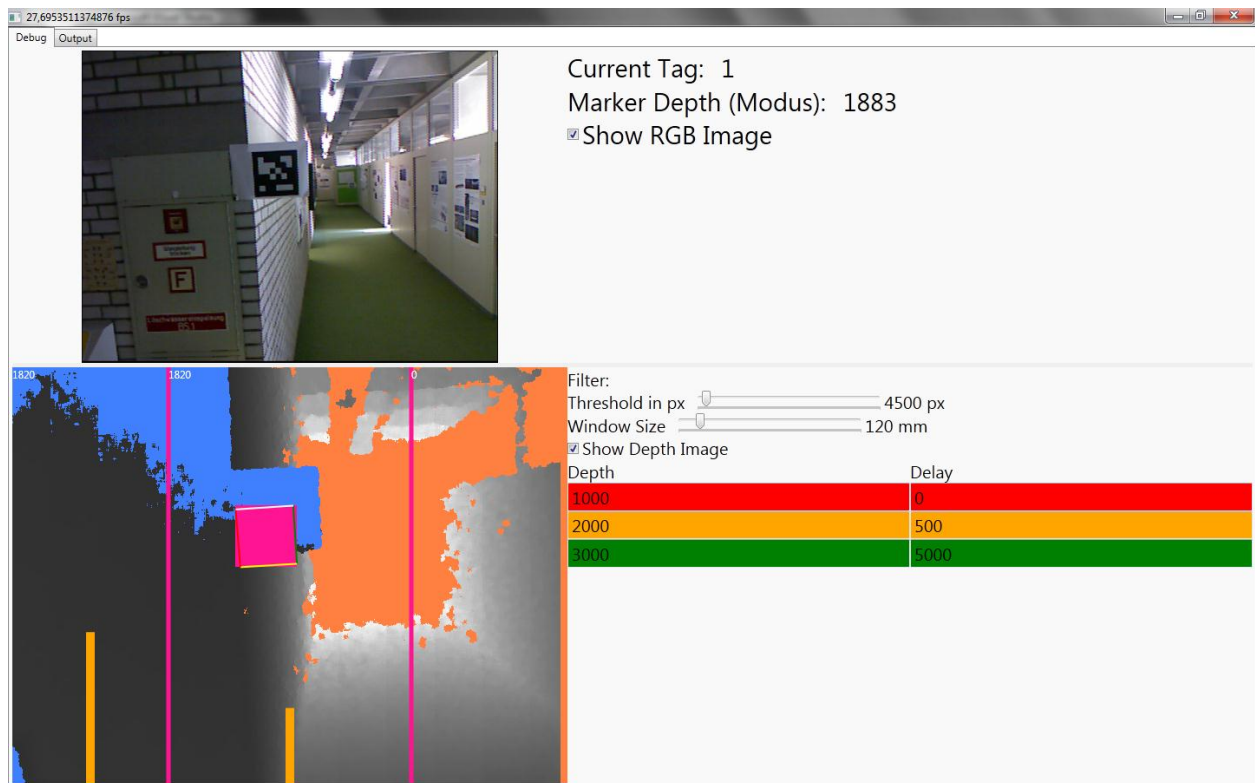 27,6953511374876 fps
Debug Output
Current Tag: 1
Marker Depth (Modus): 1883
Show RGB Image
F
1820 1820 0
Filter:
Threshold in px 4500 px
Window Size 120 mm
Show Depth Image
Depth Delay
1000 0
2000 500
3000 5000